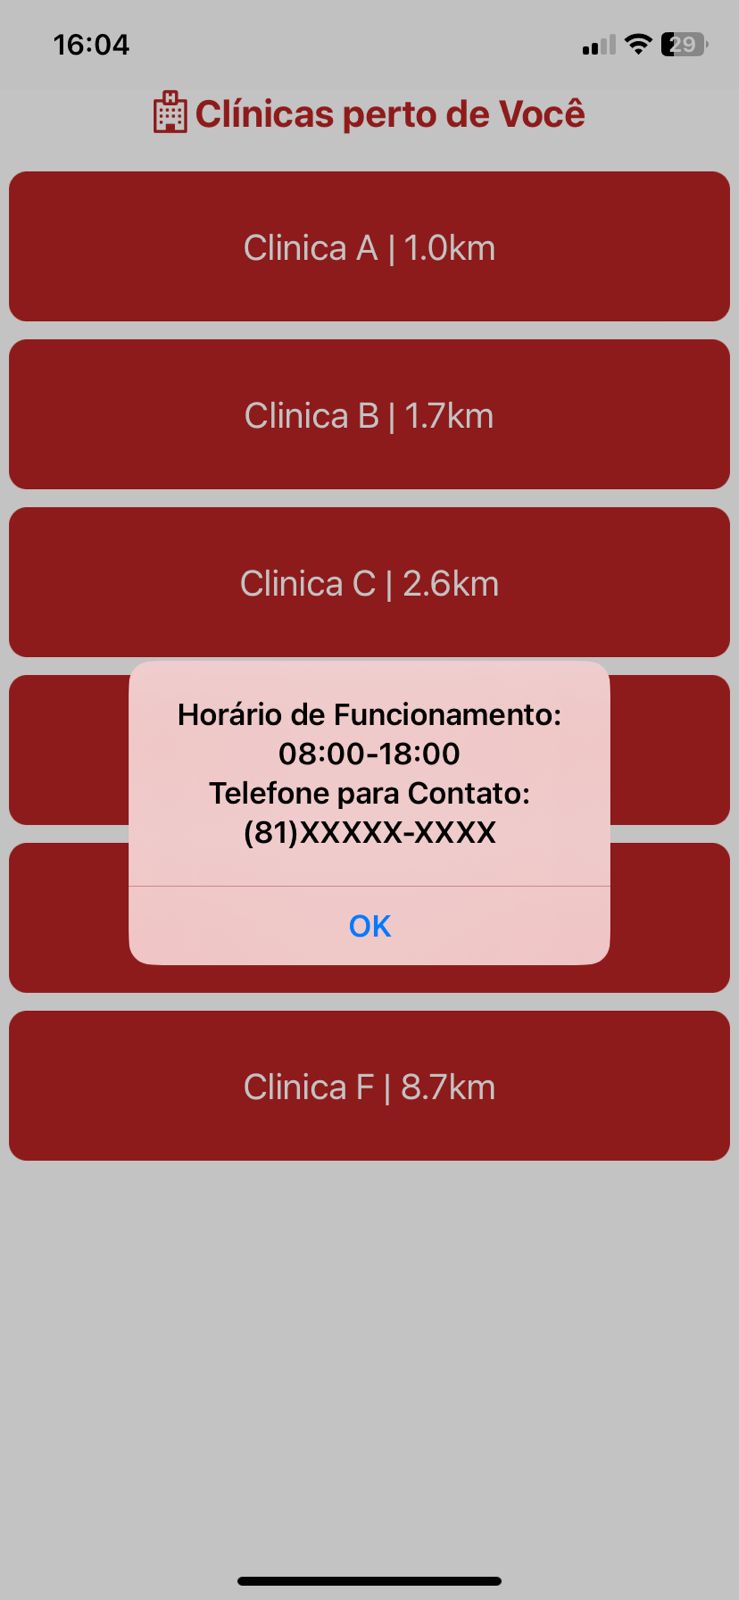 16:04
29
H
Clínicas perto de Você
Clinica A | 1.0km
Clinica B | 1.7km
Clinica C | 2.6km
Horário de Funcionamento:
08:00-18:00
Telefone para Contato:
(81)XXXXX-XXXX
OK
Clinica F | 8.7km